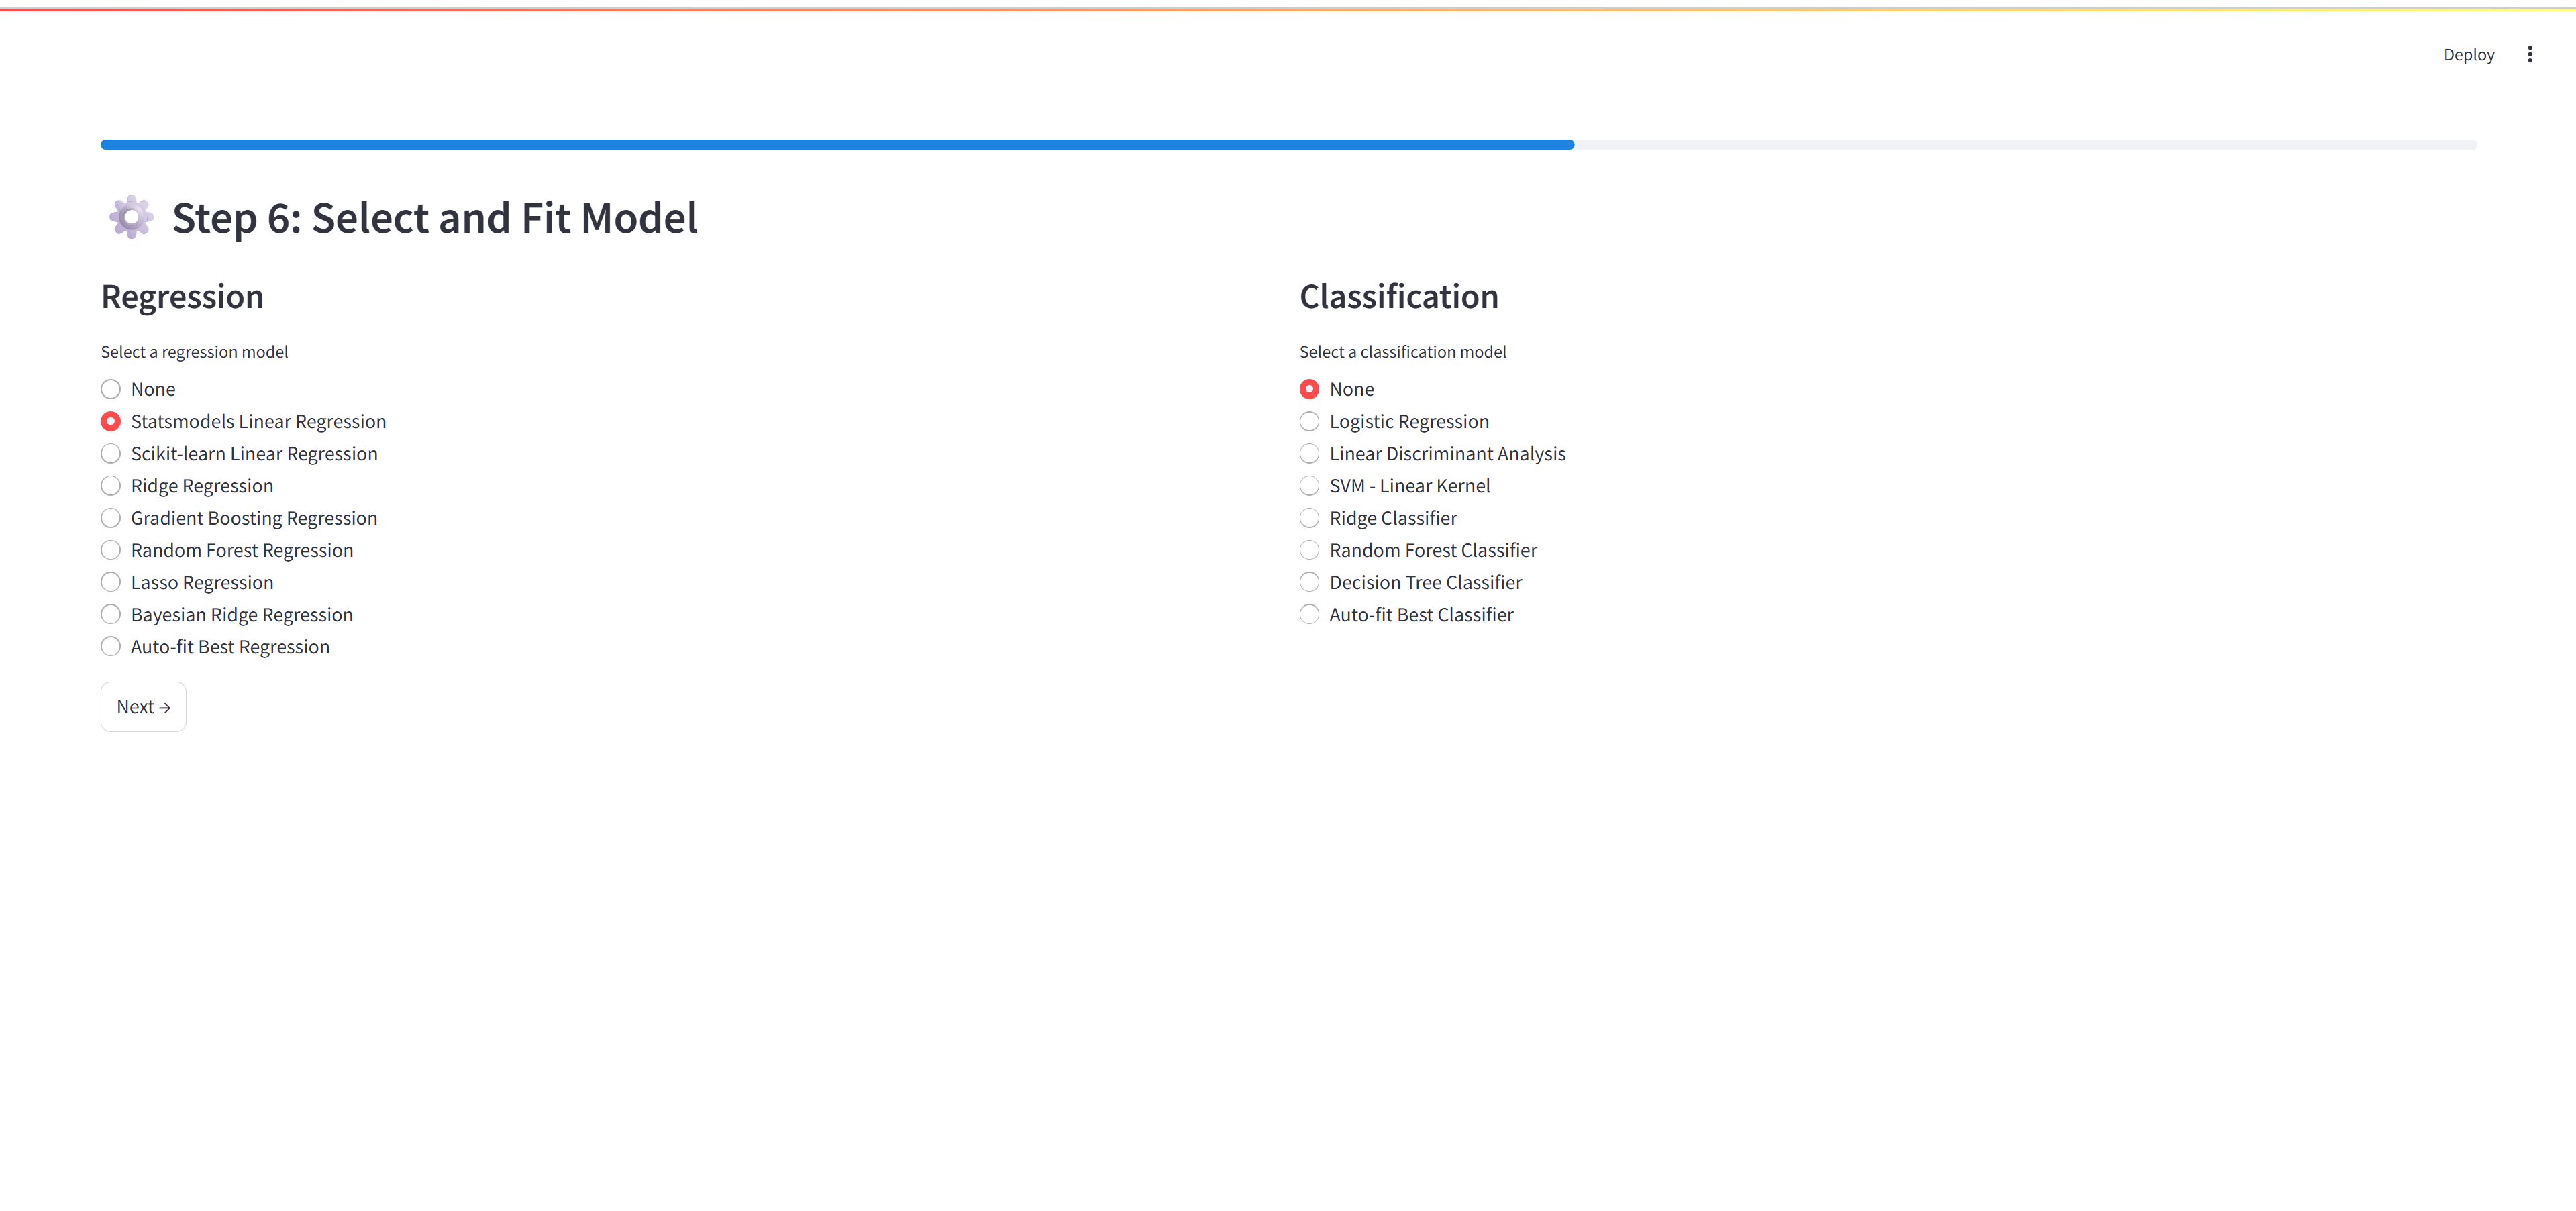 Deploy
Step 6: Select and Fit Model
Regression
Select a regression model
None
Statsmodels Linear Regression
Scikit-learn Linear Regression
Ridge Regression
Gradient Boosting Regression
Random Forest Regression
Lasso Regression
Bayesian Ridge Regression
Auto-fit Best Regression
Next →
Classification
Select a classification model
None
Logistic Regression
Linear Discriminant Analysis
SVM - Linear Kernel
Ridge Classifier
Random Forest Classifier
Decision Tree Classifier
Auto-fit Best Classifier